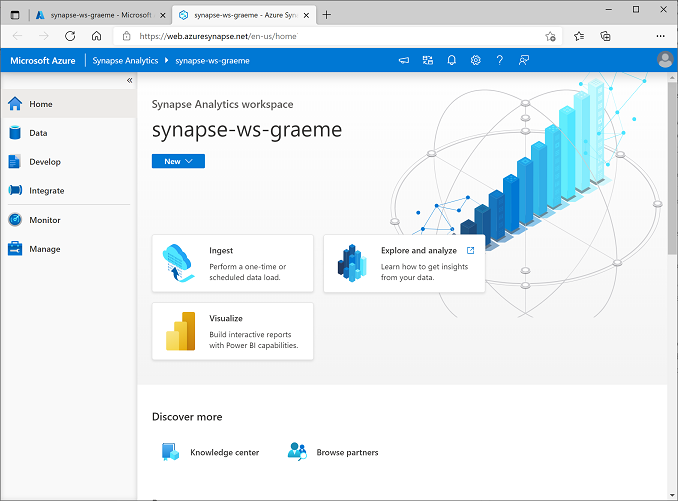 synapse-ws-graeme - Microsoft
synapse-ws-graeme - Azure Syn
https://web.azuresynapse.net/en-us/home
Microsoft Azure
Synapse Analytics
synapse-ws-graeme
«
Home
Data
Develop
Integrate
Monitor
Manage
Synapse Analytics workspace
synapse-ws-graeme
New
Ingest
Perform a one-time or
scheduled data load.
Explore and analyze
Learn how to get insights
from your data.
Visualize
Build interactive reports
with Power BI capabilities.
Discover more
Knowledge center
Browse partners